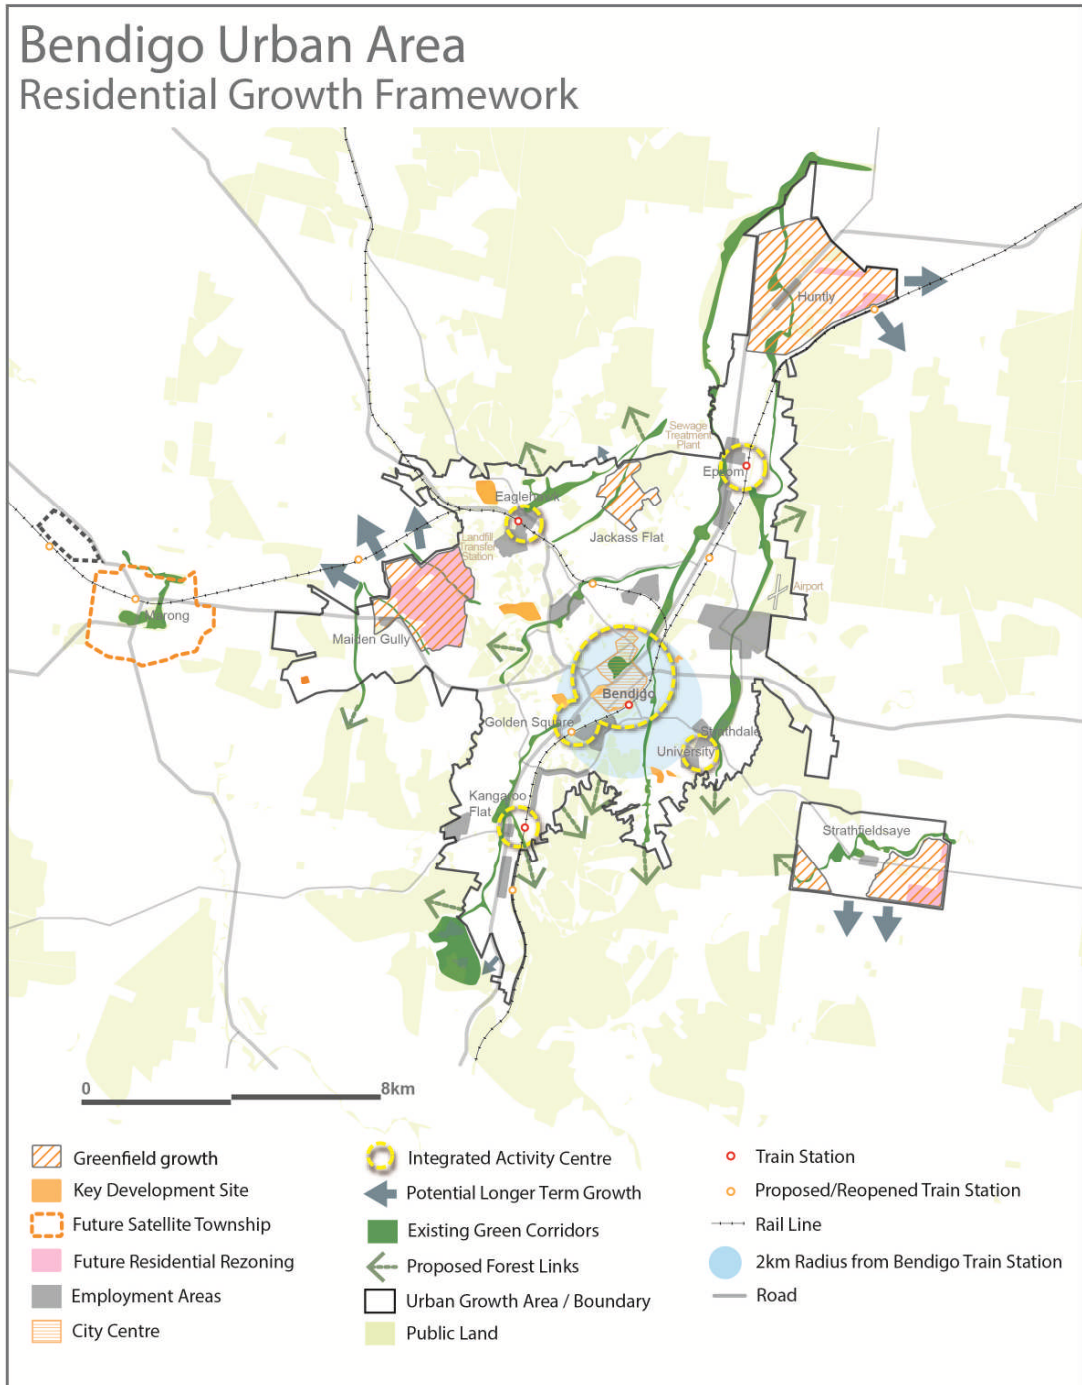 Bendigo Urban Area
Residential Growth Framework
Huntly
Sewage
Treatment
Plant
Epsom
Eaglehawk
Jackass Flat
Landfill
Transfer
Station
Airport
Marong
Maiden Gully
Bendigo
Golden Square
Strathdale
University
Kangaroo
Flat
Strathfieldsaye
0 8km
Greenfield growth
Key Development Site
Future Satellite Township
Future Residential Rezoning
Employment Areas
City Centre
Integrated Activity Centre
Potential Longer Term Growth
Existing Green Corridors
Proposed Forest Links
Urban Growth Area / Boundary
Public Land
Train Station
Proposed/Reopened Train Station
Rail Line
2km Radius from Bendigo Train Station
Road